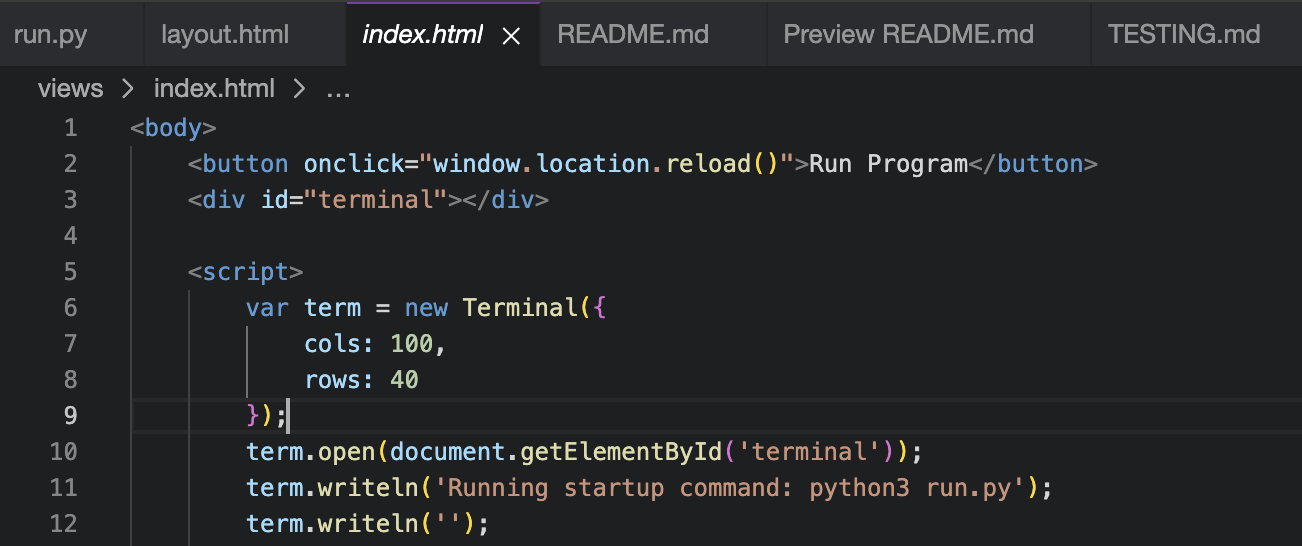 run.py layout.html index.html × README.md Preview README.md TESTING.md
views > index.html > ...
1 <body>
2 <button onclick="window.location.reload()">Run Program</button>
3 <div id="terminal"></div>
4
5 <script>
6 var term = new Terminal({
7 cols: 100,
8 rows: 40
9 });
10 term.open(document.getElementById('terminal'));
11 term.writeln('Running startup command: python3 run.py');
12 term.writeln('');